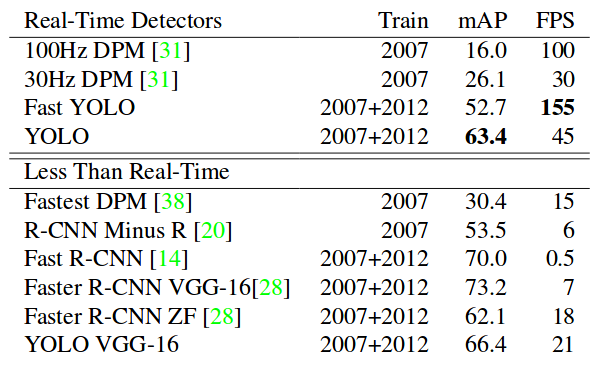 Real-Time Detectors Train mAP FPS
100Hz DPM [31] 2007 16.0 100
30Hz DPM [31] 2007 26.1 30
Fast YOLO 2007+2012 52.7 155
YOLO 2007+2012 63.4 45
Less Than Real-Time
Fastest DPM [38] 2007 30.4 15
R-CNN Minus R [20] 2007 53.5 6
Fast R-CNN [14] 2007+2012 70.0 0.5
Faster R-CNN VGG-16[28] 2007+2012 73.2 7
Faster R-CNN ZF [28] 2007+2012 62.1 18
YOLO VGG-16 2007+2012 66.4 21